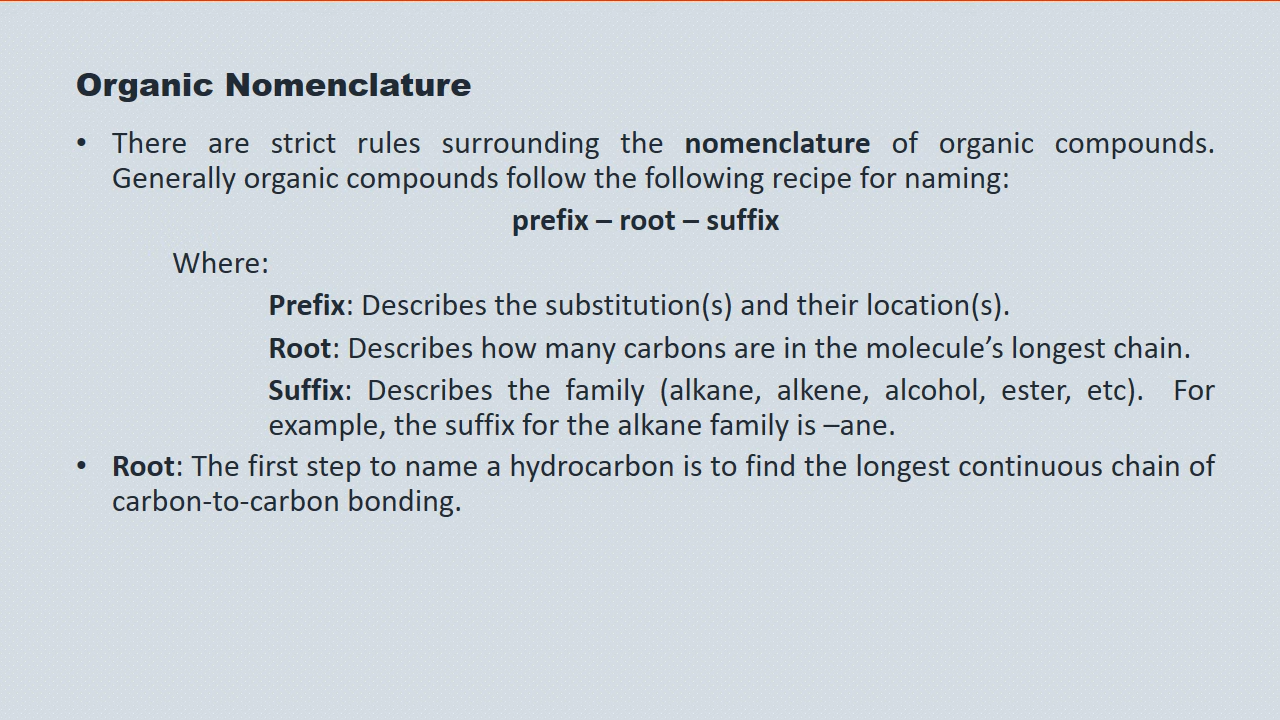 Organic Nomenclature
• There are strict rules surrounding the nomenclature of organic compounds.
Generally organic compounds follow the following recipe for naming:
prefix – root – suffix
Where:
Prefix: Describes the substitution(s) and their location(s).
Root: Describes how many carbons are in the molecule’s longest chain.
Suffix: Describes the family (alkane, alkene, alcohol, ester, etc).  For
example, the suffix for the alkane family is –ane.
• Root: The first step to name a hydrocarbon is to find the longest continuous chain of
carbon-to-carbon bonding.